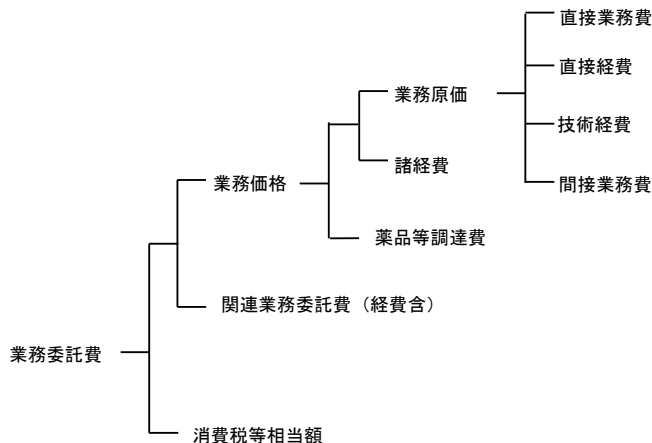 直接業務費
直接経費
業務原価
技術経費
諸経費
業務価格
間接業務費
薬品等調達費
関連業務委託費（経費含）
業務委託費
消費税等相当額